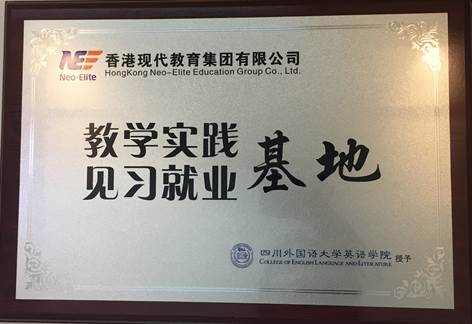 NEE 香港现代教育集团有限公司
Neo-Elite HongKong Neo-Elite Education Group Co., Ltd.
教学实践
见习就业 基地
四川外国语大学英语学院 授予
COLLEGE OF ENGLISH LANGUAGE AND LITERATURE